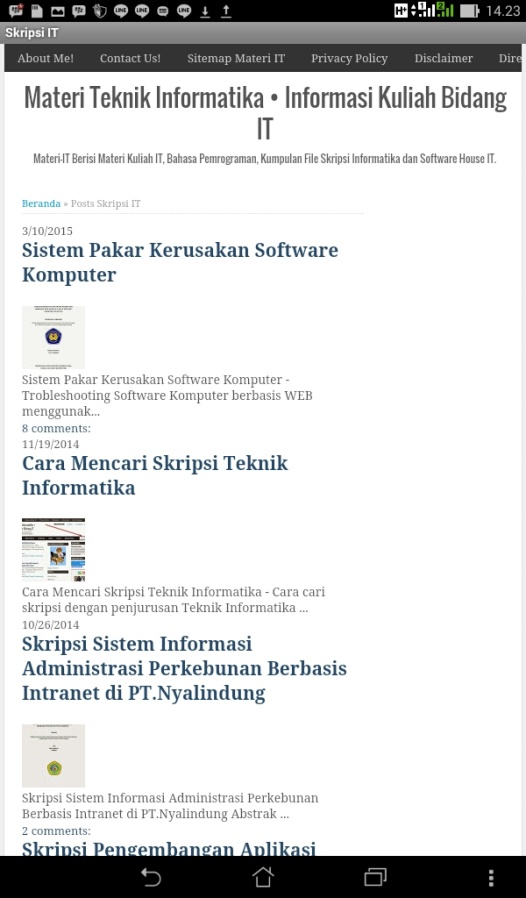 14.23
Skripsi IT
About Me! Contact Us! Sitemap Materi IT Privacy Policy Disclaimer Dire
Materi Teknik Informatika • Informasi Kuliah Bidang
IT
Materi-IT Berisi Materi Kuliah IT, Bahasa Pemrograman, Kumpulan File Skripsi Informatika dan Software House IT.
Beranda » Posts Skripsi IT
3/10/2015
Sistem Pakar Kerusakan Software
Komputer
Sistem Pakar Kerusakan Software Komputer -
Trobleshooting Software Komputer berbasis WEB
menggunak...
8 comments:
11/19/2014
Cara Mencari Skripsi Teknik
Informatika
Cara Mencari Skripsi Teknik Informatika - Cara cari
skripsi dengan penjurusan Teknik Informatika ...
10/26/2014
Skripsi Sistem Informasi
Administrasi Perkebunan Berbasis
Intranet di PT.Nyalindung
Skripsi Sistem Informasi Administrasi Perkebunan
Berbasis Intranet di PT.Nyalindung Abstrak ...
2 comments:
Skripsi Pengembangan Aplikasi